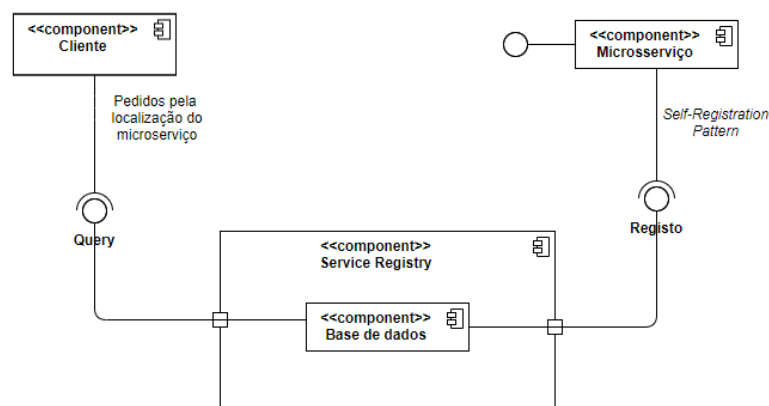 <<component>>
Cliente
<<component>>
Microsserviço
Pedidos pela
localização do
microserviço
Self-Registration
Pattern
Query
Registo
<<component>>
Service Registry
<<component>>
Base de dados